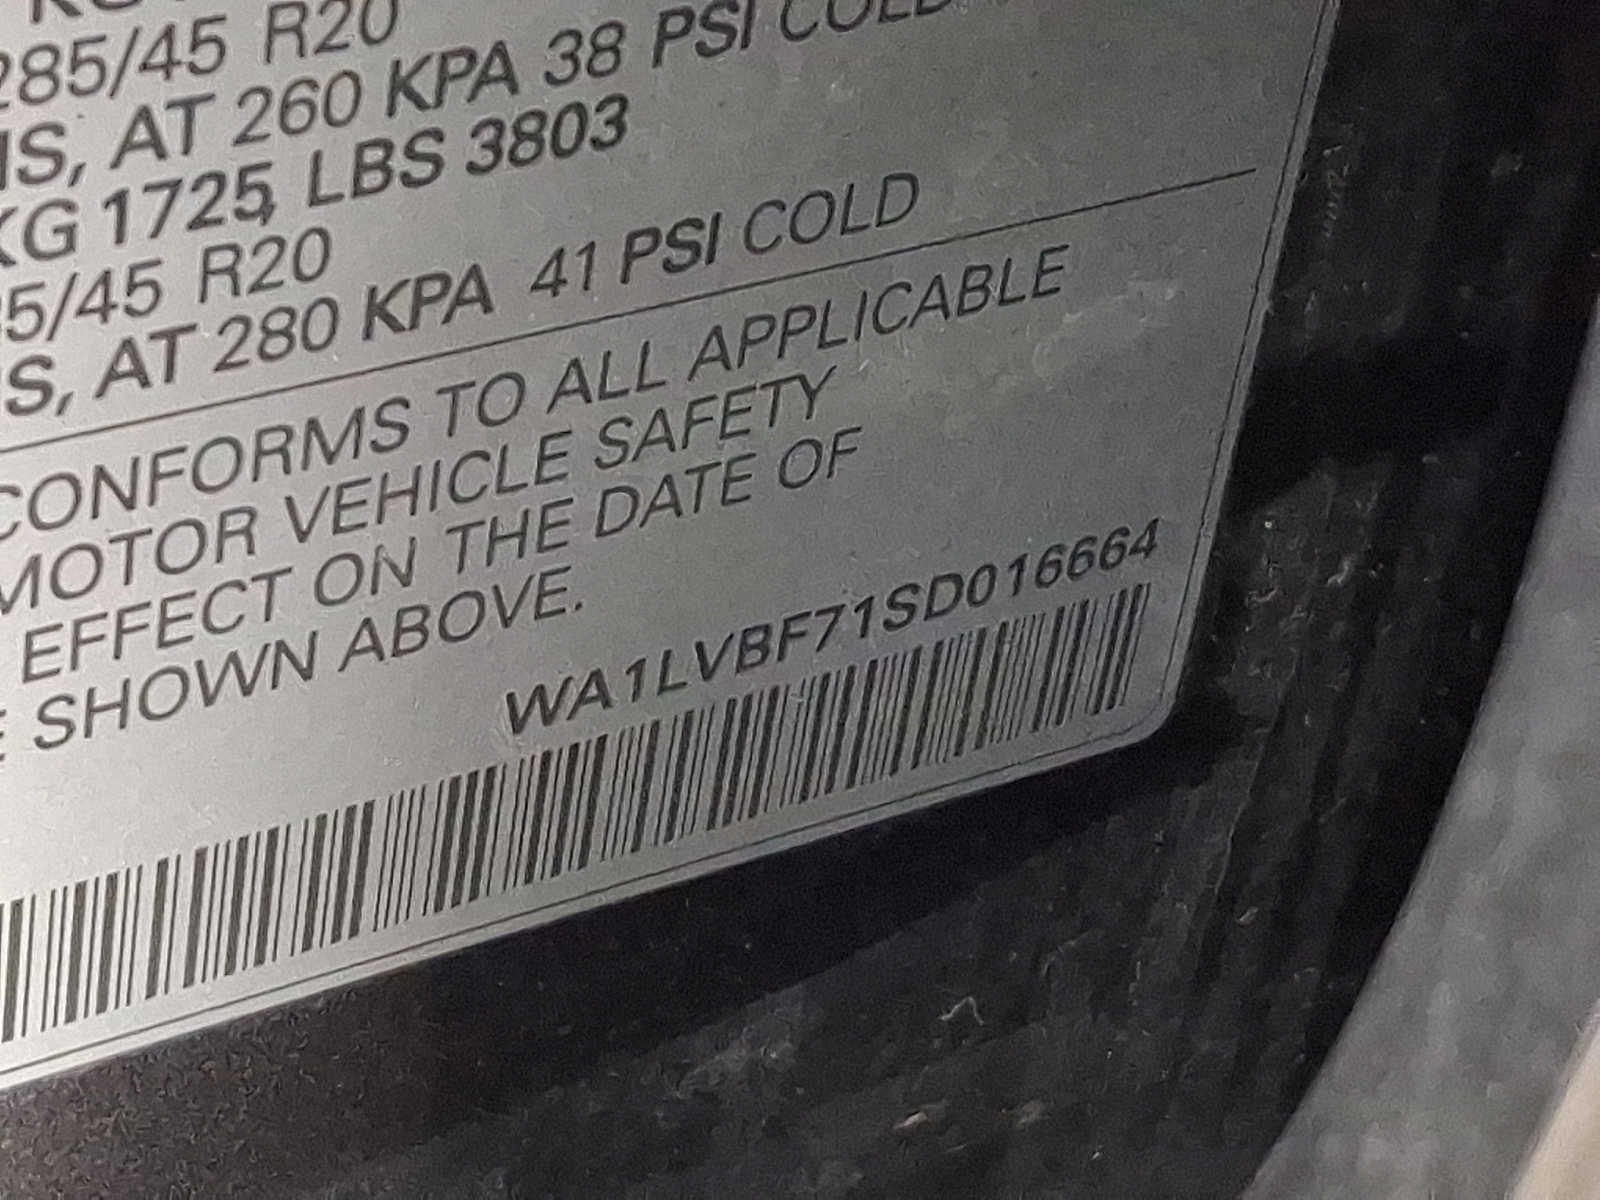 285/45 R20
AT 260 KPA 38 PSI COLD
KG 1725, LBS 3803
5/45 R20
S, AT 280 KPA 41 PSI COLD
CONFORMS TO ALL APPLICABLE
MOTOR VEHICLE SAFETY
EFFECT ON THE DATE OF
SHOWN ABOVE.
WA1LVBF71SD016664